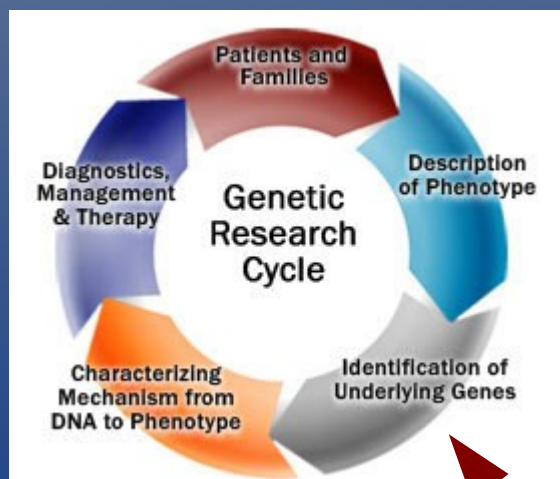 Patients and
Families
Description
of Phenotype
Identification of
Underlying Genes
Characterizing
Mechanism from
DNA to Phenotype
Diagnostics,
Management
& Therapy
Genetic
Research
Cycle